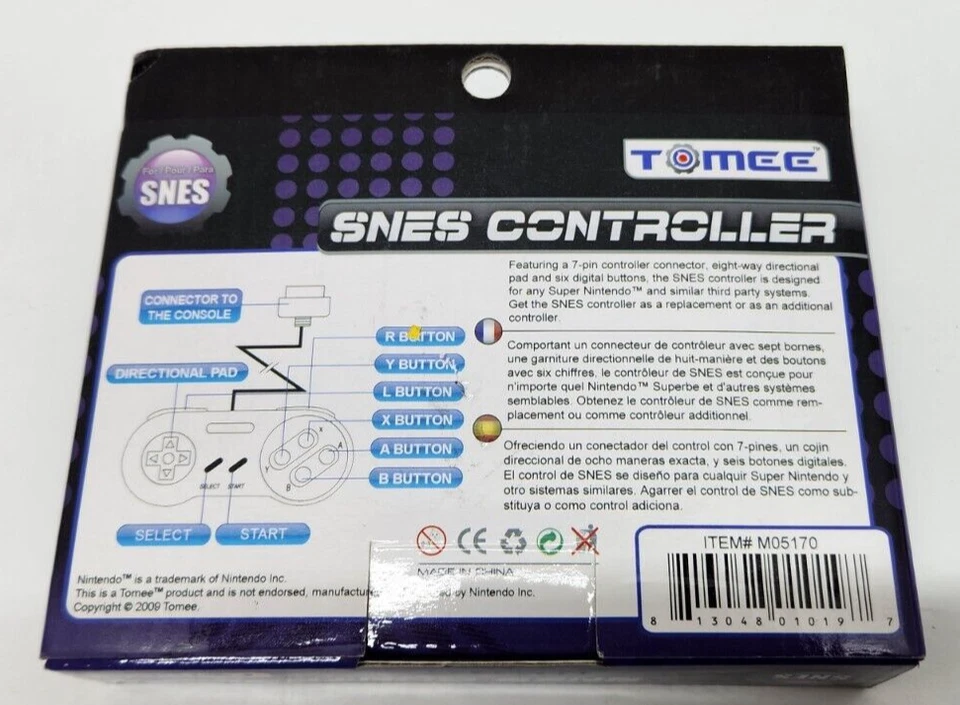 For / Pour / Para
SNES
TOMEE™
SNES CONTROLLER
Featuring a 7-pin controller connector, eight-way directional
pad and six digital buttons, the SNES controller is designed
for any Super Nintendo™ and similar third party systems.
Get the SNES controller as a replacement or as an additional
controller.
Comportant un connecteur de contrôleur avec sept bornes,
une garniture directionnelle de huit-manière et des boutons
avec six chiffres, le contrôleur de SNES est conçue pour
n'importe quel Nintendo™ Superbe et d'autres systèmes
semblables. Obtenez le contrôleur de SNES comme rem-
placement ou comme contrôleur additionnel.
Ofreciendo un conectador del control con 7-pines, un cojin
direccional de ocho maneras exacta, y seis botones digitales.
El control de SNES se diseño para cualquier Super Nintendo y
otro sistemas similares. Agarrer el control de SNES como sub-
stituya o como control adiciona.
CONNECTOR TO
THE CONSOLE
DIRECTIONAL PAD
R BUTTON
Y BUTTON
L BUTTON
X BUTTON
A BUTTON
B BUTTON
X
A
Y
B
SELECT START
SELECT
START
CE
MADE IN CHINA
Nintendo™ is a trademark of Nintendo Inc.
This is a Tomee™ product and is not endorsed, by Nintendo Inc.
Copyright © 2009 Tomee.
ITEM# M05170
8 13048 01019 7
SNES